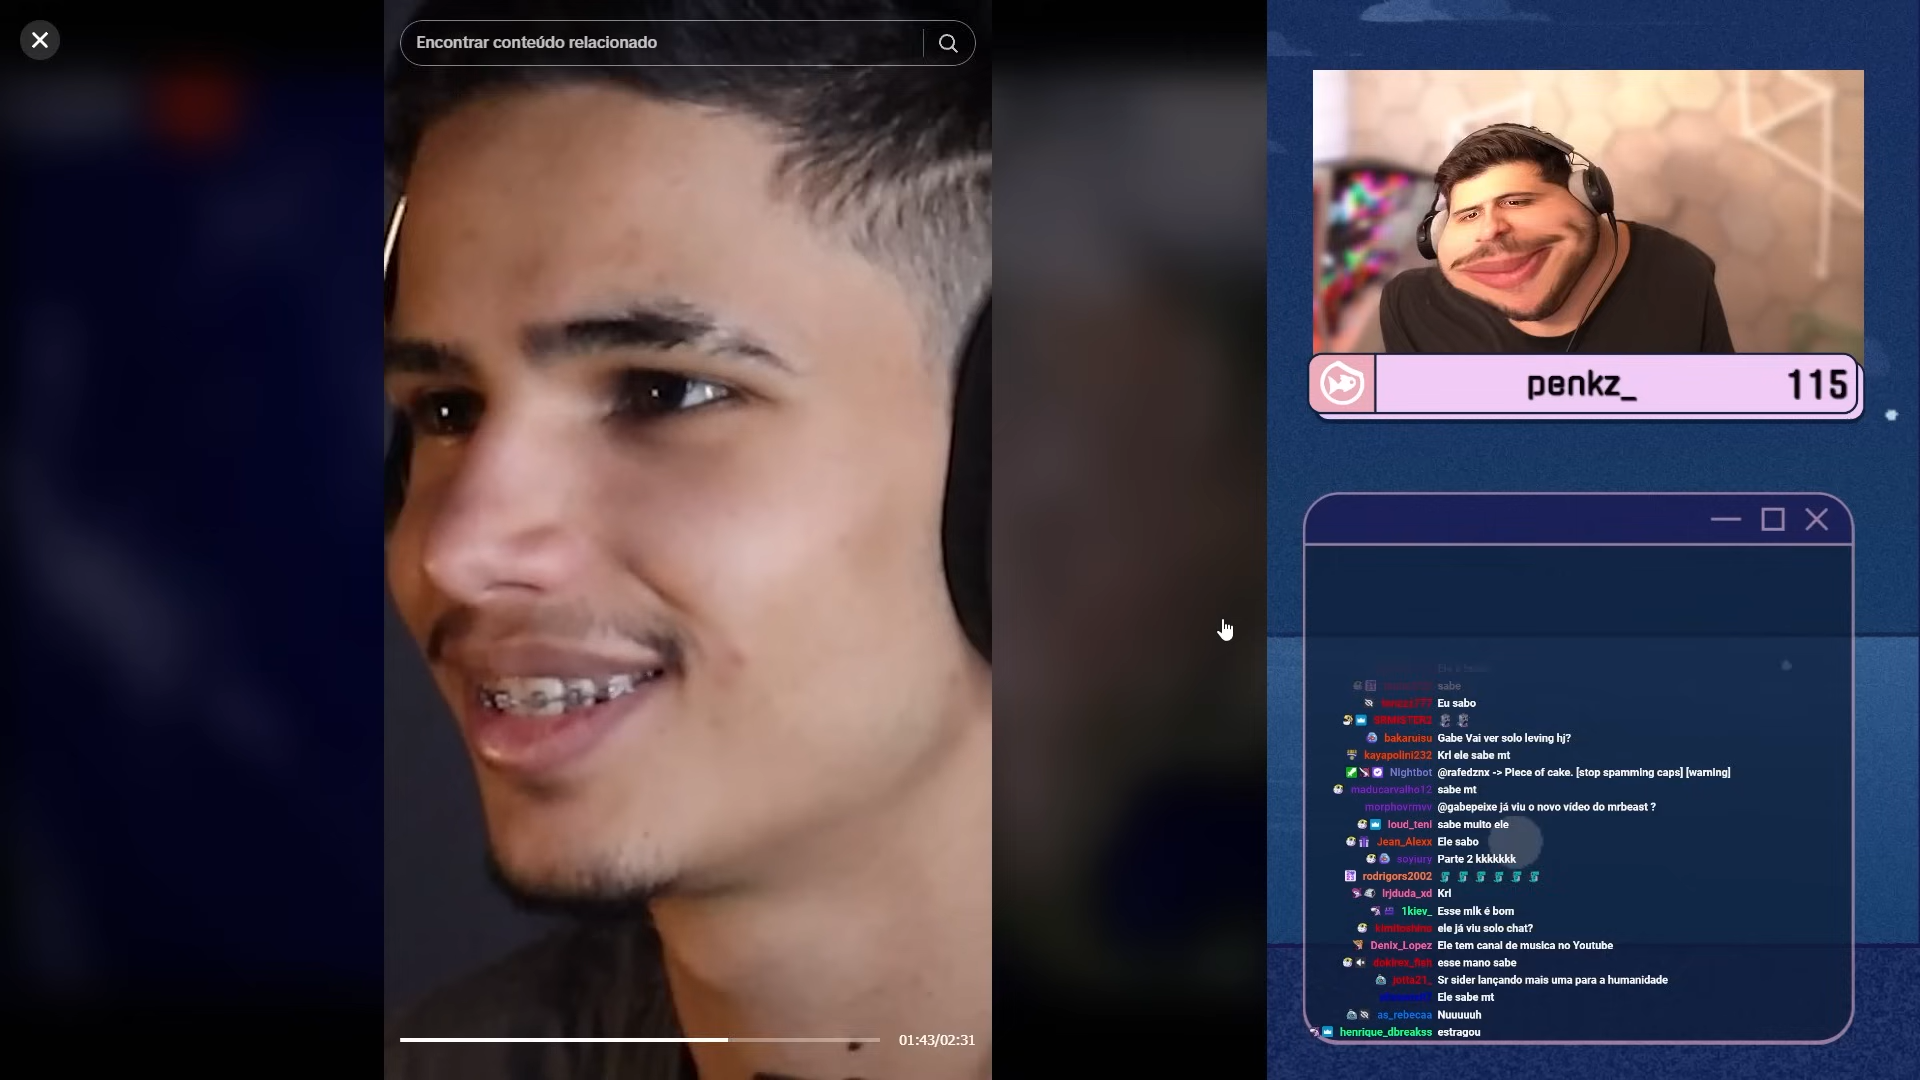 Encontrar conteúdo relacionado
01:43/02:31
penkz_ 115
sabe
Eu sabo
bakaruisu Gabe Vai ver solo leving hj?
kayapolini232 Krl ele sabe mt
Nightbot @rafedznx -> Piece of cake. [stop spamming caps] [warning]
maducarvalho12 sabe mt
morphovrmvv @gabepeixe já viu o novo vídeo do mrbeast ?
loud_teni sabe muito ele
Jean_Alexx Ele sabo
soyiury Parte 2 kkkkkkk
rodrigors2002
lrjduda_xd Krl
1kiev_ Esse mlk é bom
ele já viu solo chat?
Denix_Lopez Ele tem canal de musica no Youtube
dokirex_fish esse mano sabe
jotta21_ Sr sider lançando mais uma para a humanidade
Ele sabe mt
as_rebecaa Nuuuuuh
henrique_dbreakss estragou